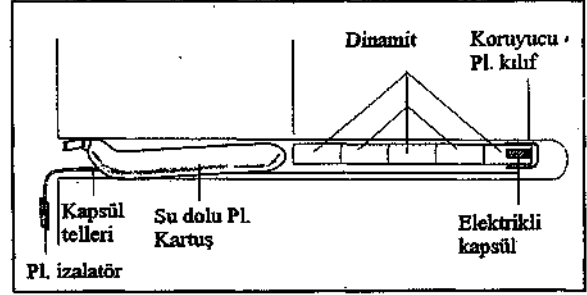 Dinamit
Koruyucu
Pl. kılıf
Kapsül
telleri
Su dolu Pl.
Kartuş
Elektrikli
kapsül
Pl. izalatör